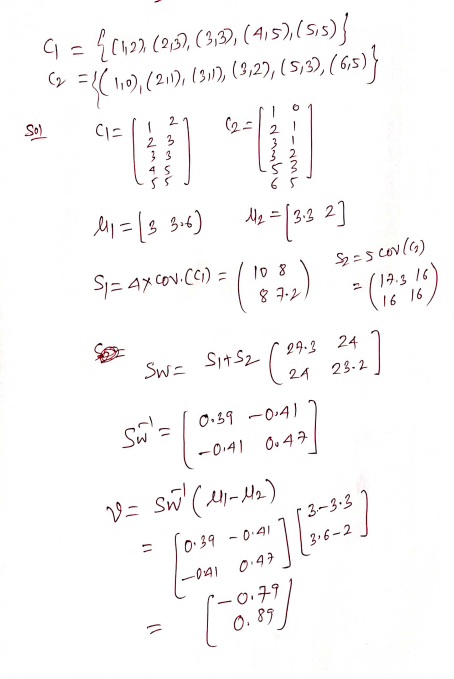 C1 = {(1,2), (2,3), (3,3), (4,5), (5,5)}
C2 = {(1,0), (2,1), (3,1), (3,2), (5,3), (6,5)}
Sol C1 = [1 2 C2 = [1 0
2 3 2 1
3 3 3 1
4 5 3 2
5 5] 5 3
6 5]
μ1 = [3 3.6) μ2 = [3.3 2]
S2 = 5 cov(C2)
S1 = 4 × cov.(C1) = (10 8 = (17.3 16
8 7.2) 16 16)
Sw = S1 + S2 (27.3 24
24 23.2]
Sw⁻¹ = [0.39 -0.41
-0.41 0.47]
v = Sw⁻¹ (μ1 - μ2)
= [0.39 -0.41 [3-3.3
-0.41 0.47] 3.6-2]
= [-0.79
0.89]